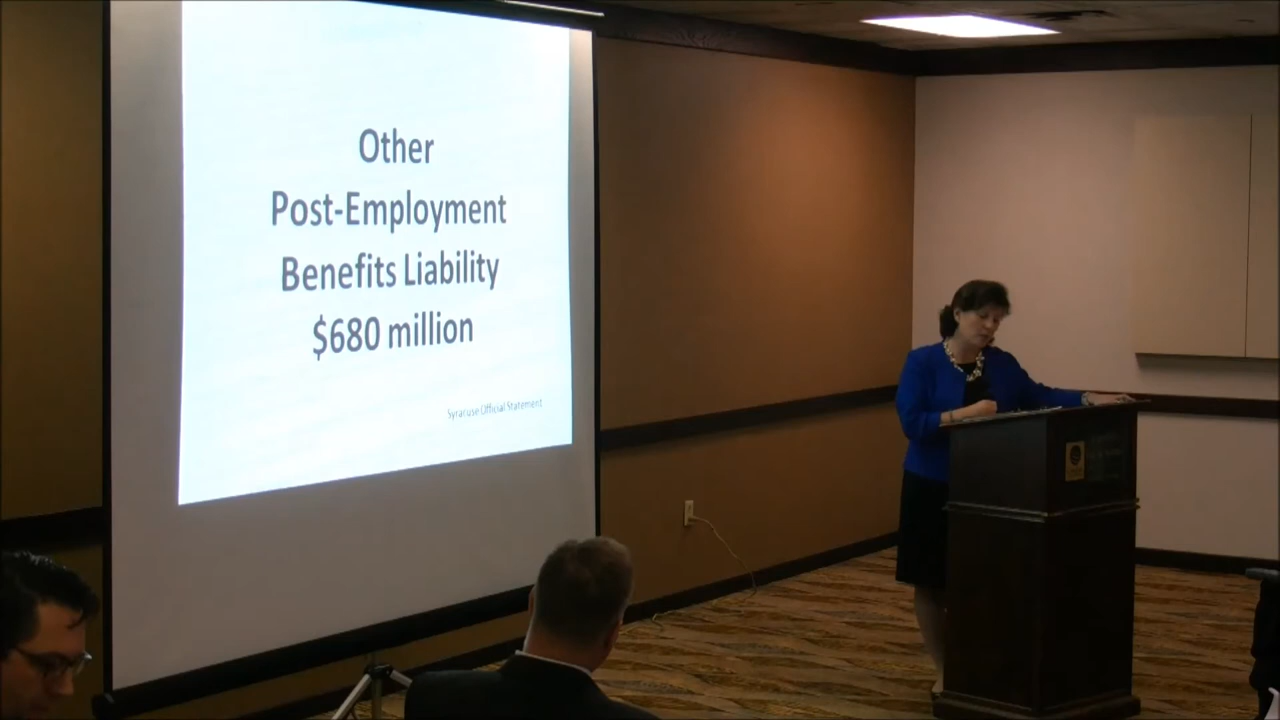 Other
Post-Employment
Benefits Liability
$680 million
Syracuse Official Statement